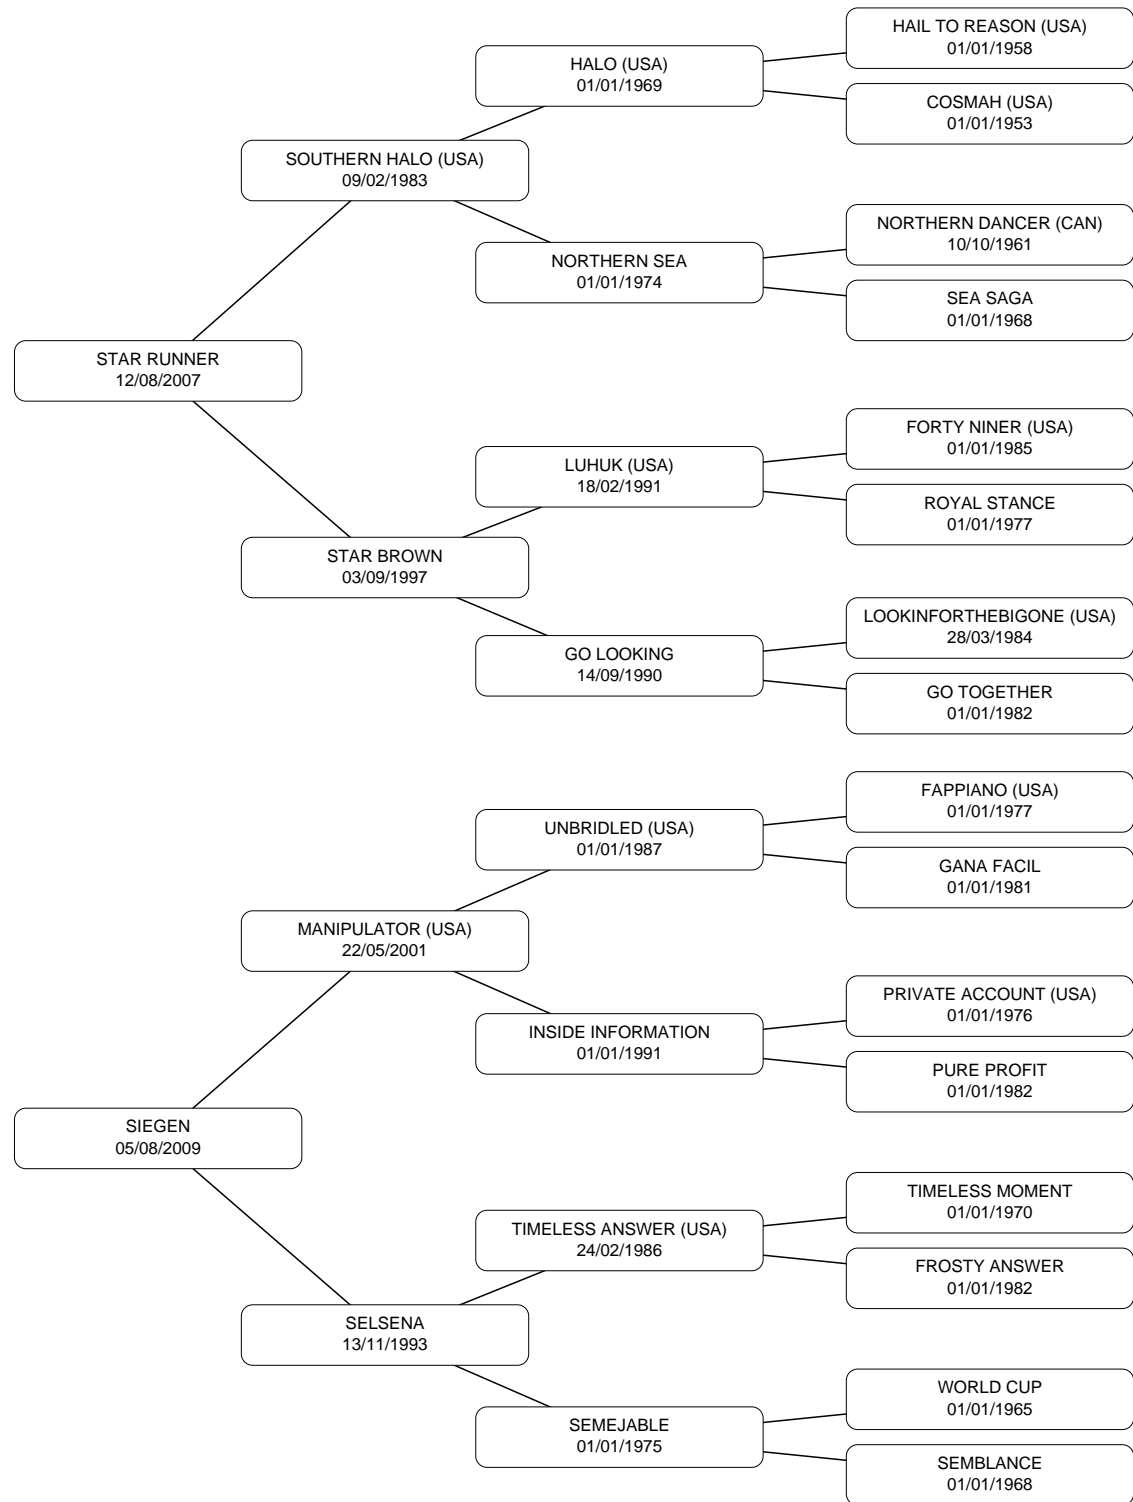 HAIL TO REASON (USA)
01/01/1958
HALO (USA)
01/01/1969
COSMAH (USA)
01/01/1953
SOUTHERN HALO (USA)
09/02/1983
NORTHERN DANCER (CAN)
10/10/1961
NORTHERN SEA
01/01/1974
SEA SAGA
01/01/1968
STAR RUNNER
12/08/2007
FORTY NINER (USA)
01/01/1985
LUHUK (USA)
18/02/1991
ROYAL STANCE
01/01/1977
STAR BROWN
03/09/1997
LOOKINFORTHEBIGONE (USA)
28/03/1984
GO LOOKING
14/09/1990
GO TOGETHER
01/01/1982
FAPPIANO (USA)
01/01/1977
UNBRIDLED (USA)
01/01/1987
GANA FACIL
01/01/1981
MANIPULATOR (USA)
22/05/2001
PRIVATE ACCOUNT (USA)
01/01/1976
INSIDE INFORMATION
01/01/1991
PURE PROFIT
01/01/1982
SIEGEN
05/08/2009
TIMELESS MOMENT
01/01/1970
TIMELESS ANSWER (USA)
24/02/1986
FROSTY ANSWER
01/01/1982
SELSENA
13/11/1993
WORLD CUP
01/01/1965
SEMEJABLE
01/01/1975
SEMBLANCE
01/01/1968